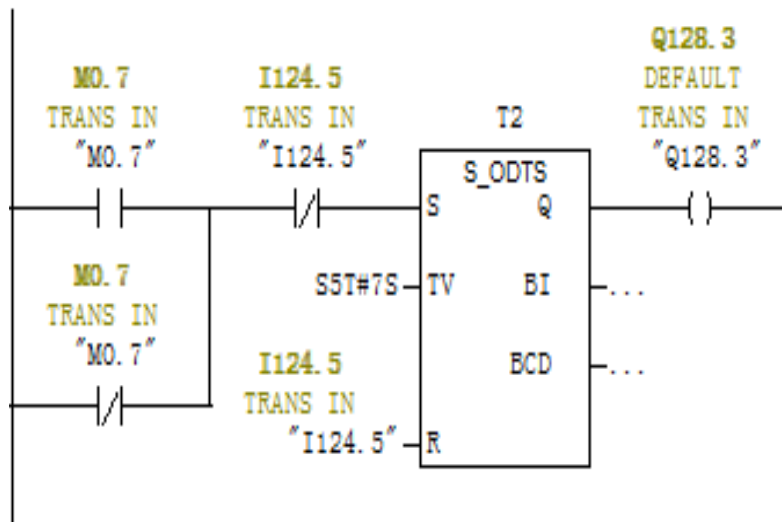 Q128.3
M0.7
I124.5
DEFAULT
TRANS IN
TRANS IN
T2
TRANS IN
"M0.7"
"I124.5"
"Q128.3"
S_ODTS
S
Q
M0.7
TRANS IN
"M0.7"
S5T#7S
TV
BI
...
I124.5
TRANS IN
"I124.5"
R
BCD
...